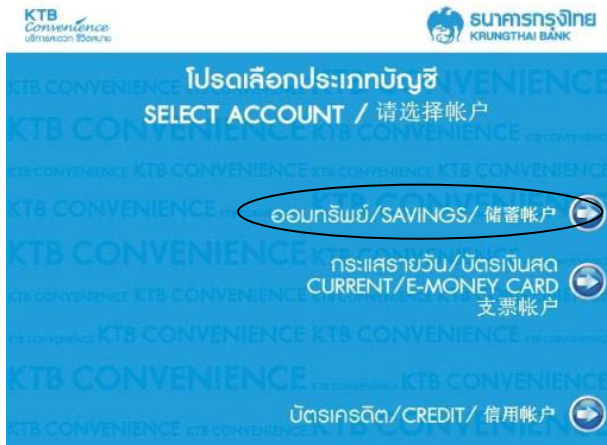 KTB
Convenience
บริการสะดวก ชีวิตสบาย
ธนาคารกรุงไทย
KRUNGTHAI BANK
โปรดเลือกประเภทบัญชี
SELECT ACCOUNT / 请选择帐户
ออมทรัพย์/SAVINGS/ 储蓄帐户
กระแสรายวัน/บัตรเงินสด
CURRENT/E-MONEY CARD
支票帐户
บัตรเครดิต/CREDIT/ 信用帐户